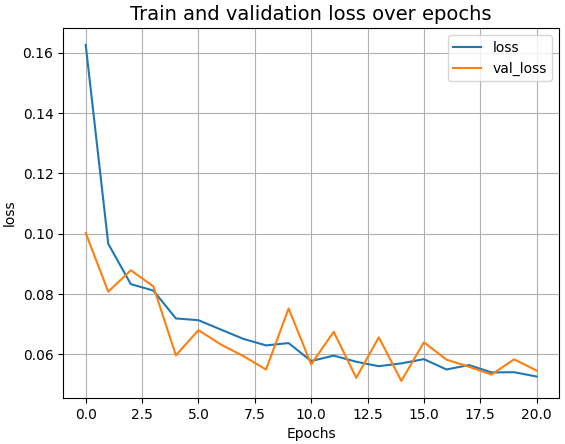 Train and validation loss over epochs
loss
val_loss
0.16
0.14
0.12
0.10
0.08
0.06
loss
0.0 2.5 5.0 7.5 10.0 12.5 15.0 17.5 20.0
Epochs